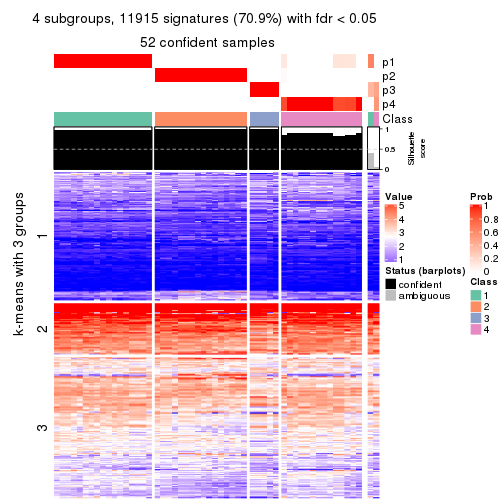 4 subgroups, 11915 signatures (70.9%) with fdr < 0.05
52 confident samples
p1
p2
p3
p4
Class
1
0.5
0
Silhouette
score
k-means with 3 groups
1
2
3
Value
5
4
3
2
1
Status (barplots)
confident
ambiguous
Prob
1
0.8
0.6
0.4
0.2
0
Class
1
2
3
4